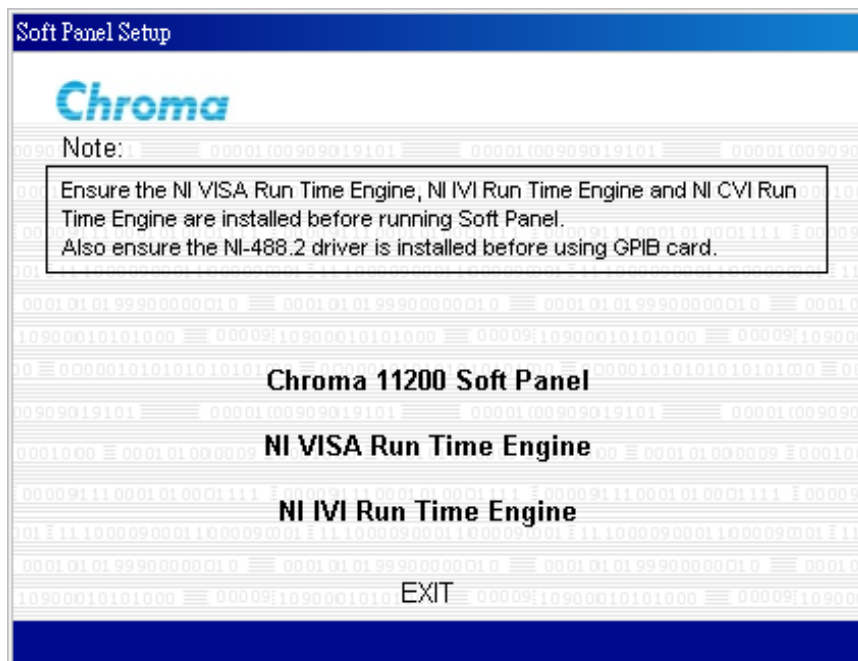 Soft Panel Setup
Chroma
Note:
Ensure the NI VISA Run Time Engine, NI IVI Run Time Engine and NI CVI Run
Time Engine are installed before running Soft Panel.
Also ensure the NI-488.2 driver is installed before using GPIB card.
Chroma 11200 Soft Panel
NI VISA Run Time Engine
NI IVI Run Time Engine
EXIT